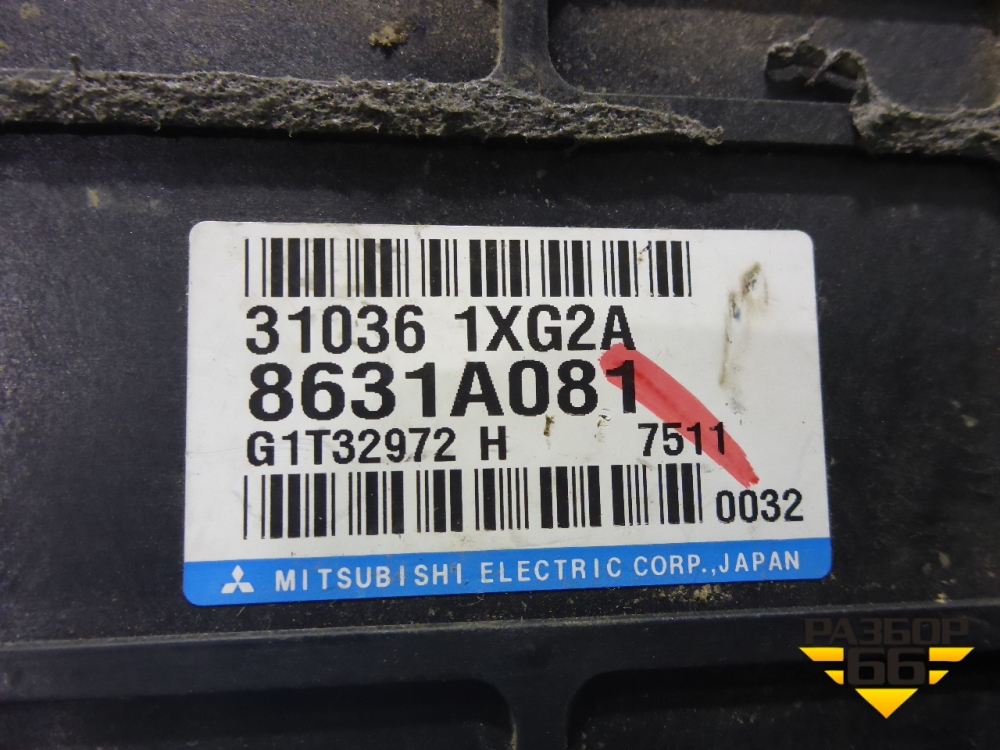 31036 1XG2A
8631A081
G1T32972 H 7511
0032
MITSUBISHI ELECTRIC CORP.,JAPAN
РАЗБОР
66